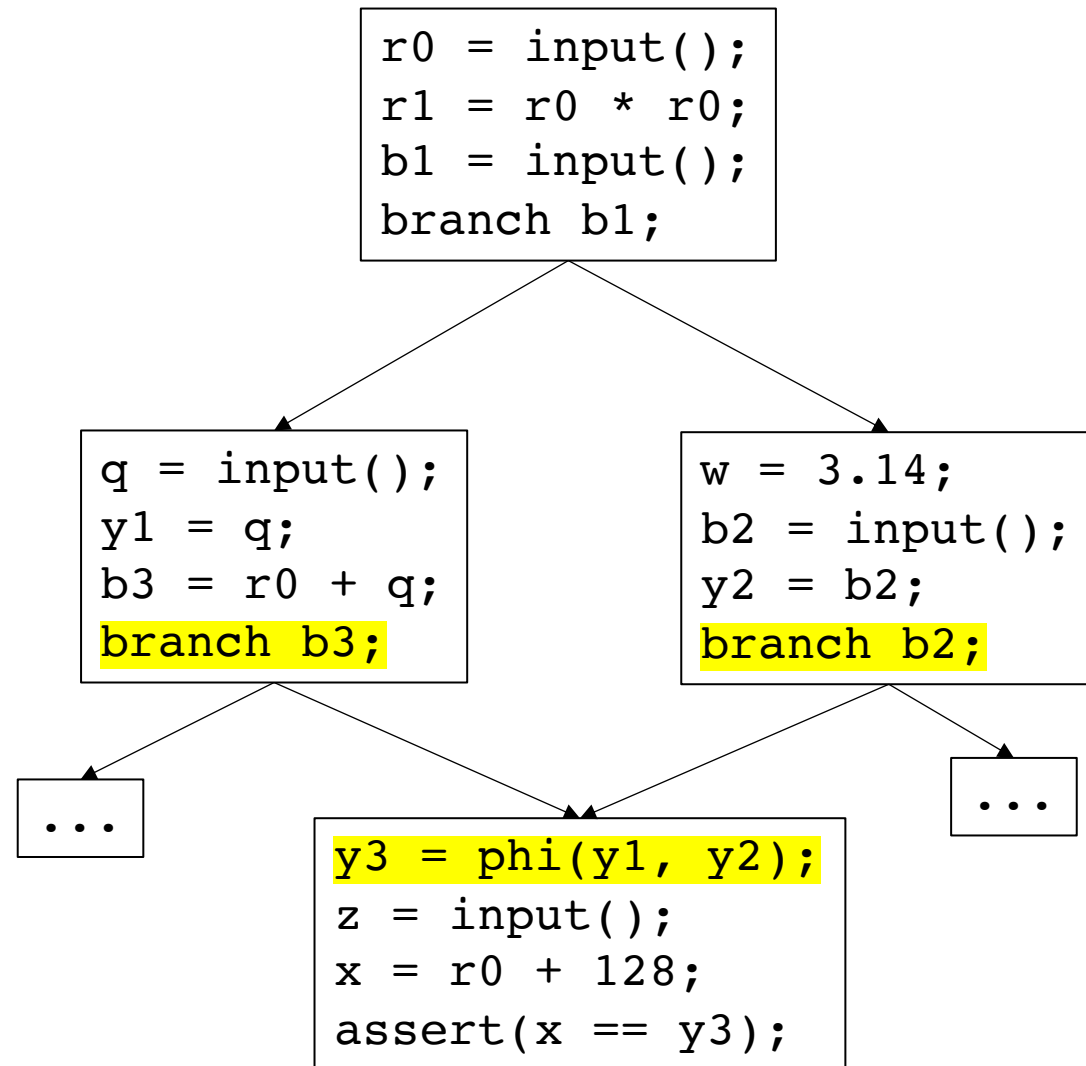 r0 = input();
r1 = r0 * r0;
b1 = input();
branch b1;
q = input();
y1 = q;
b3 = r0 + q;
branch b3;
w = 3.14;
b2 = input();
y2 = b2;
branch b2;
...
...
y3 = phi(y1, y2);
z = input();
x = r0 + 128;
assert(x == y3);